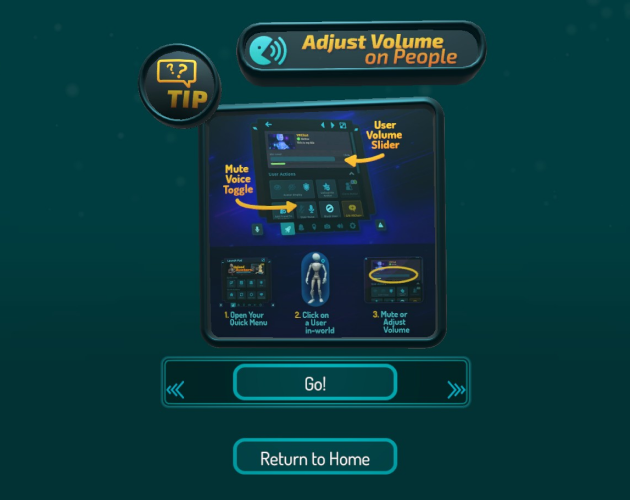 Adjust Volume
on People
??
TIP
User
Volume
Slider
Mute
Voice
Toggle
User Actions
1. Open Your
Quick Menu
2. Click on
a User
in-world
3. Mute or
Adjust
Volume
Go!
Return to Home